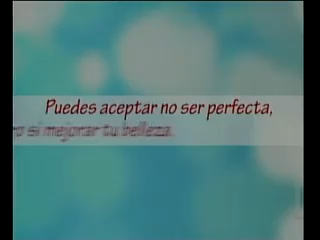 Puedes aceptar no ser perfecta,
si mejorar tu belleza.